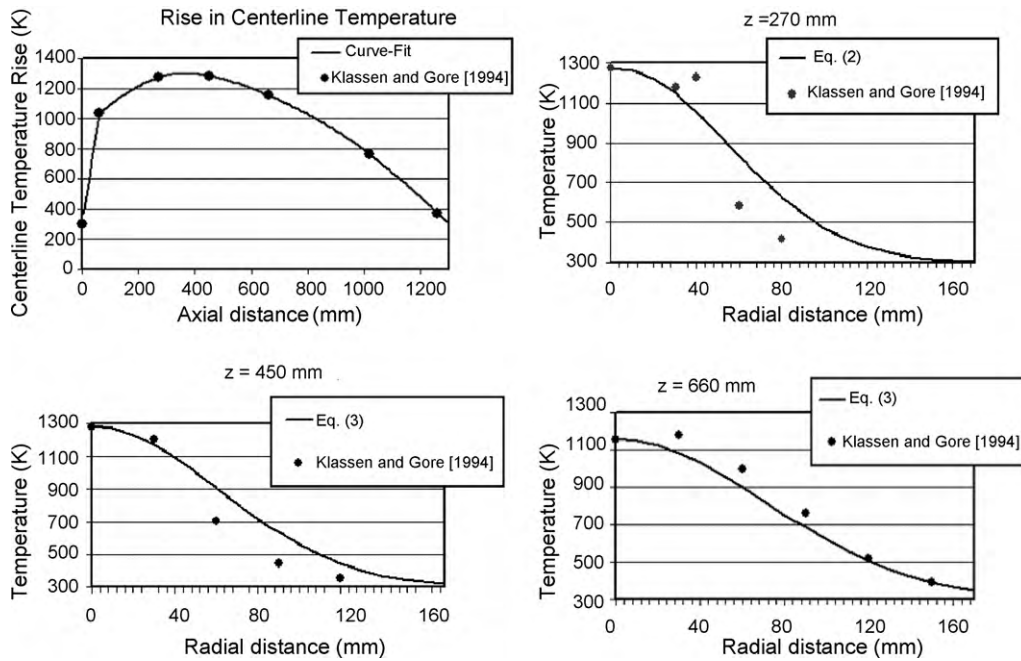 Rise in Centerline Temperature
Centerline Temperature Rise (K)
1400
1200
1400
1200
1000
800
600
400
200
0
0 200 400 600 800 1000 1200
Axial distance (mm)
Curve-Fit
Klassen and Gore [1994]
z =270 mm
Temperature (K)
1300
1100
900
700
500
300
0 40 80 120 160
Radial distance (mm)
Eq. (2)
Klassen and Gore [1994]
z = 450 mm
Temperature (K)
1300
1100
900
700
500
300
0 40 80 120 160
Radial distance (mm)
Eq. (3)
Klassen and Gore [1994]
z = 660 mm
Temperature (K)
1300
1100
900
700
500
300
0 40 80 120 160
Radial distance (mm)
Eq. (3)
Klassen and Gore [1994]